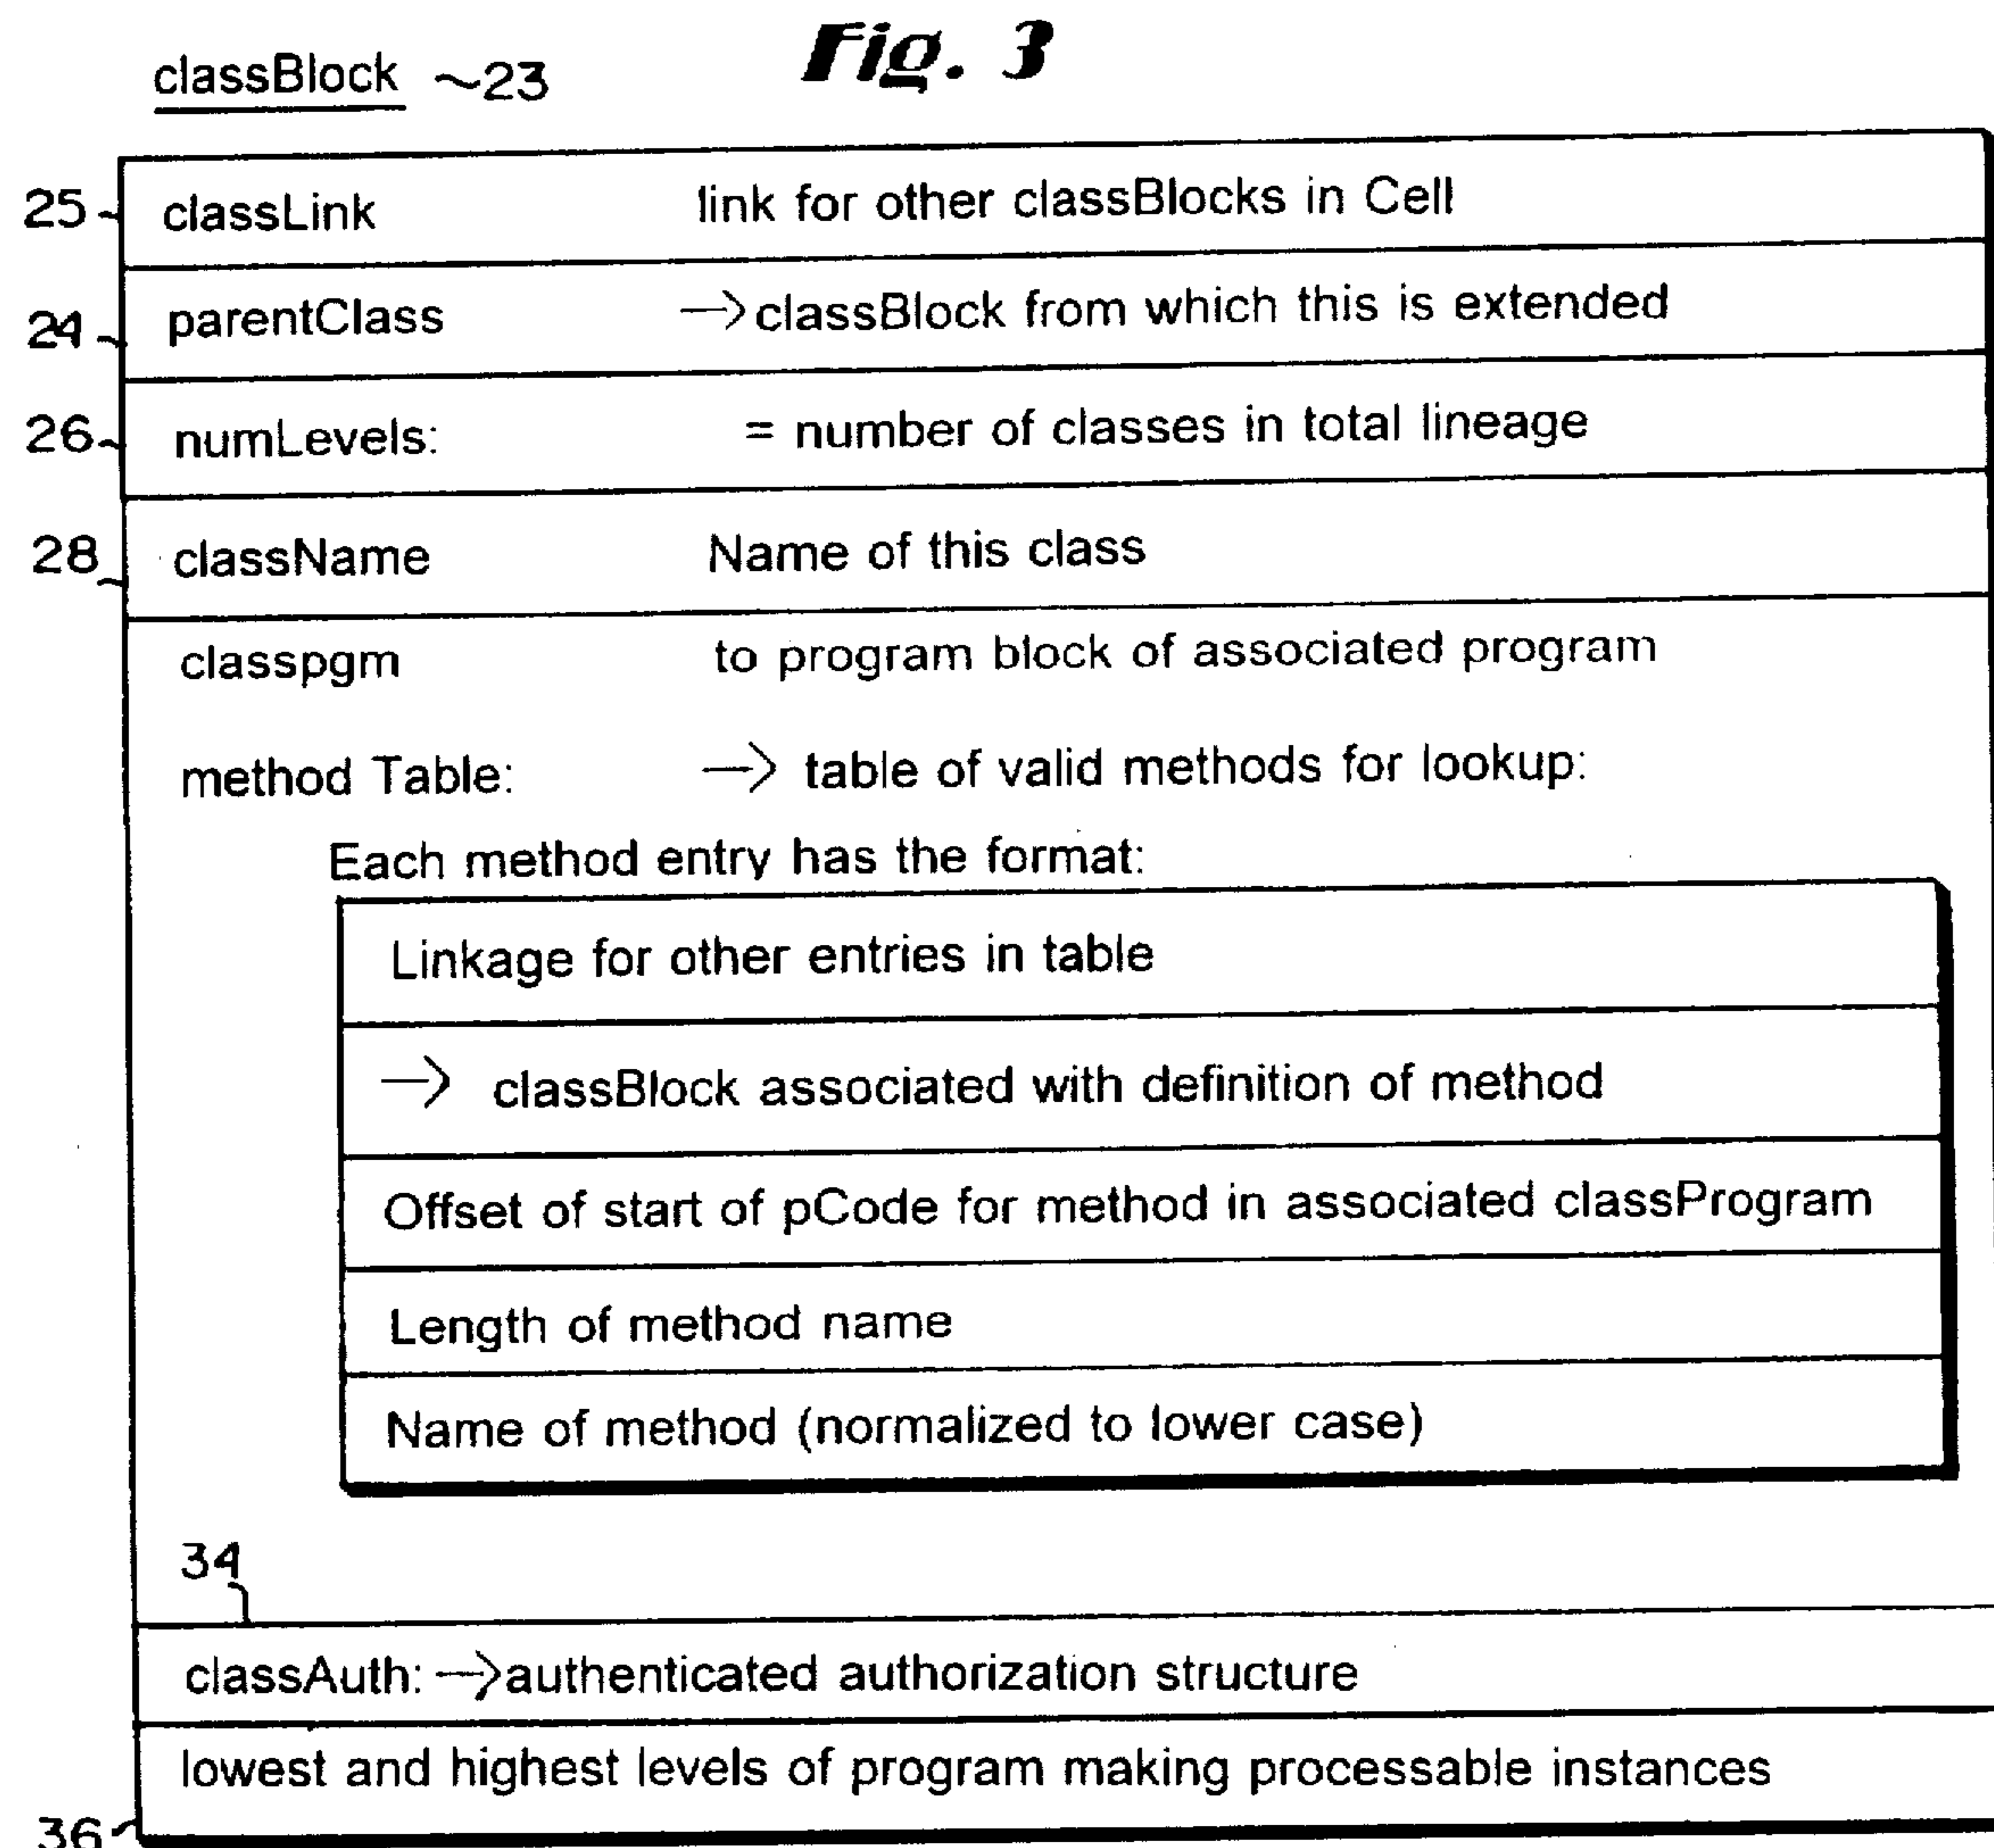 Fig. 3
classBlock ~23
25 classLink link for other classBlocks in Cell
24 parentClass —> classBlock from which this is extended
26 numLevels: = number of classes in total lineage
28 className Name of this class
classpgm to program block of associated program
method Table: —> table of valid methods for lookup:
Each method entry has the format:
Linkage for other entries in table
—> classBlock associated with definition of method
Offset of start of pCode for method in associated classProgram
Length of method name
Name of method (normalized to lower case)
34
classAuth: —> authenticated authorization structure
lowest and highest levels of program making processable instances
36